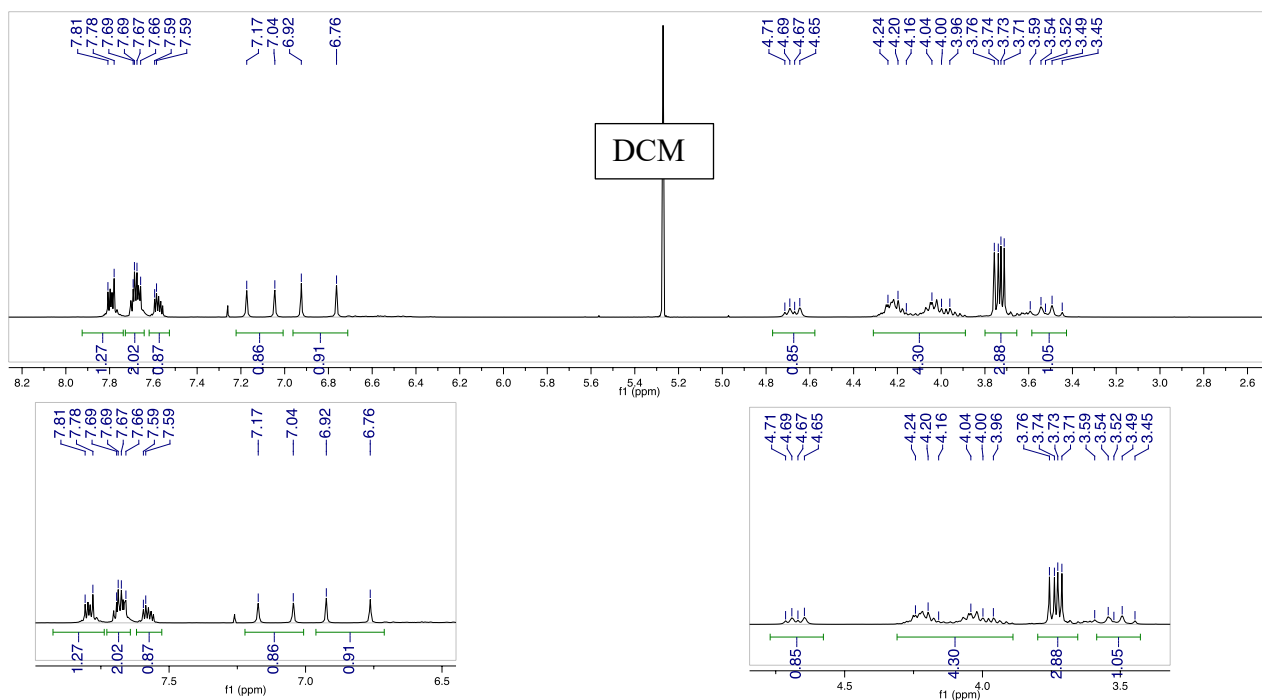 7.81 7.78 7.69 7.69 7.67 7.66 7.59 7.59 7.17 7.04 6.92 6.76 4.71 4.69 4.67 4.65 4.24 4.20 4.16 4.04 4.00 3.96 3.76 3.74 3.73 3.71 3.59 3.54 3.52 3.49 3.45
DCM
1.27 2.02 0.87 0.86 0.91 0.85 4.30 2.88 1.05
8.2 8.0 7.8 7.6 7.4 7.2 7.0 6.8 6.6 6.4 6.2 6.0 5.8 5.6 5.4 5.2 5.0 4.8 4.6 4.4 4.2 4.0 3.8 3.6 3.4 3.2 3.0 2.8 2.6
f1 (ppm)
7.81 7.78 7.69 7.69 7.67 7.66 7.59 7.59 7.17 7.04 6.92 6.76
1.27 2.02 0.87 0.86 0.91
7.5 7.0 6.5
f1 (ppm)
4.71 4.69 4.67 4.65 4.24 4.20 4.16 4.04 4.00 3.96 3.76 3.74 3.73 3.71 3.59 3.54 3.52 3.49 3.45
0.85 4.30 2.88 1.05
4.5 4.0 3.5
f1 (ppm)